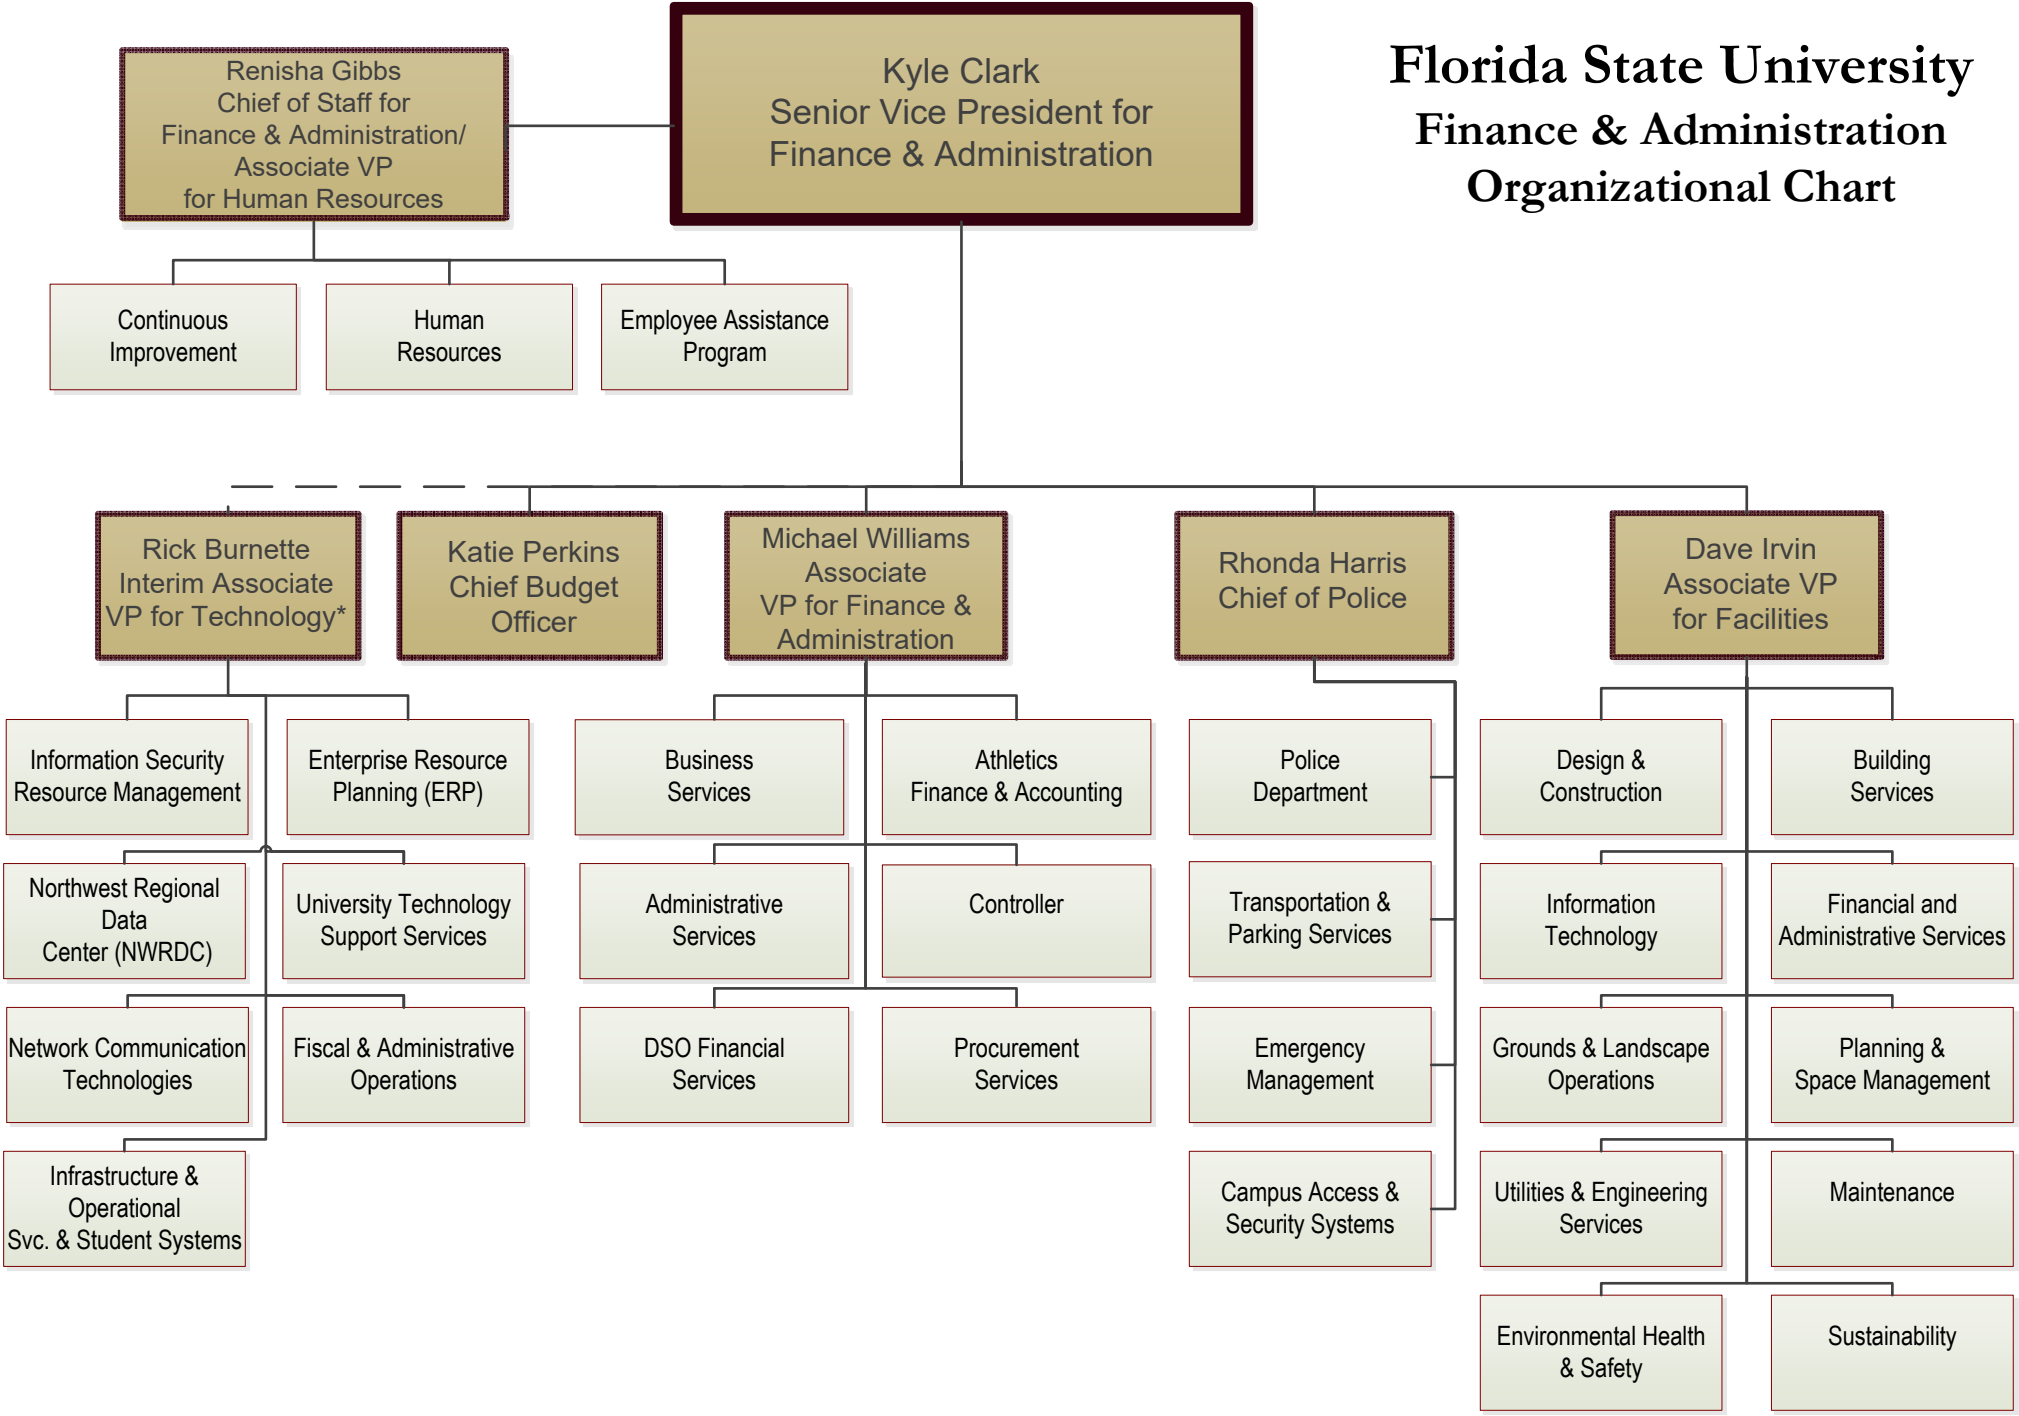 Florida State University
Finance & Administration
Organizational Chart
Kyle Clark
Senior Vice President for
Finance & Administration
Renisha Gibbs
Chief of Staff for
Finance & Administration/
Associate VP
for Human Resources
Continuous
Improvement
Human
Resources
Employee Assistance
Program
Rick Burnette
Interim Associate
VP for Technology*
Katie Perkins
Chief Budget
Officer
Michael Williams
Associate
VP for Finance &
Administration
Rhonda Harris
Chief of Police
Dave Irvin
Associate VP
for Facilities
Information Security
Resource Management
Enterprise Resource
Planning (ERP)
Northwest Regional
Data
Center (NWRDC)
University Technology
Support Services
Network Communication
Technologies
Fiscal & Administrative
Operations
Infrastructure &
Operational
Svc. & Student Systems
Business
Services
Athletics
Finance & Accounting
Administrative
Services
Controller
DSO Financial
Services
Procurement
Services
Police
Department
Transportation &
Parking Services
Emergency
Management
Campus Access &
Security Systems
Design &
Construction
Building
Services
Information
Technology
Financial and
Administrative Services
Grounds & Landscape
Operations
Planning &
Space Management
Utilities & Engineering
Services
Maintenance
Environmental Health
& Safety
Sustainability